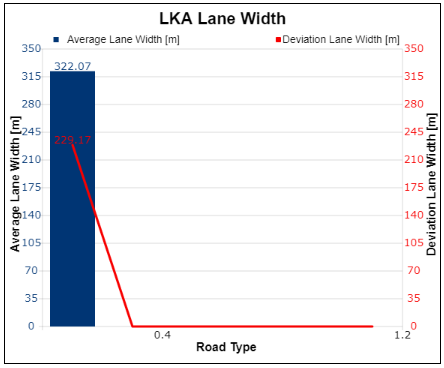 LKA Lane Width
Average Lane Width [m] Deviation Lane Width [m]
350 350
322.07
315 315
280 280
245 245
229.17
210 210
175 175
140 140
105 105
70 70
35 35
0 0
0.4 1.2
Average Lane Width [m]
Deviation Lane Width [m]
Road Type